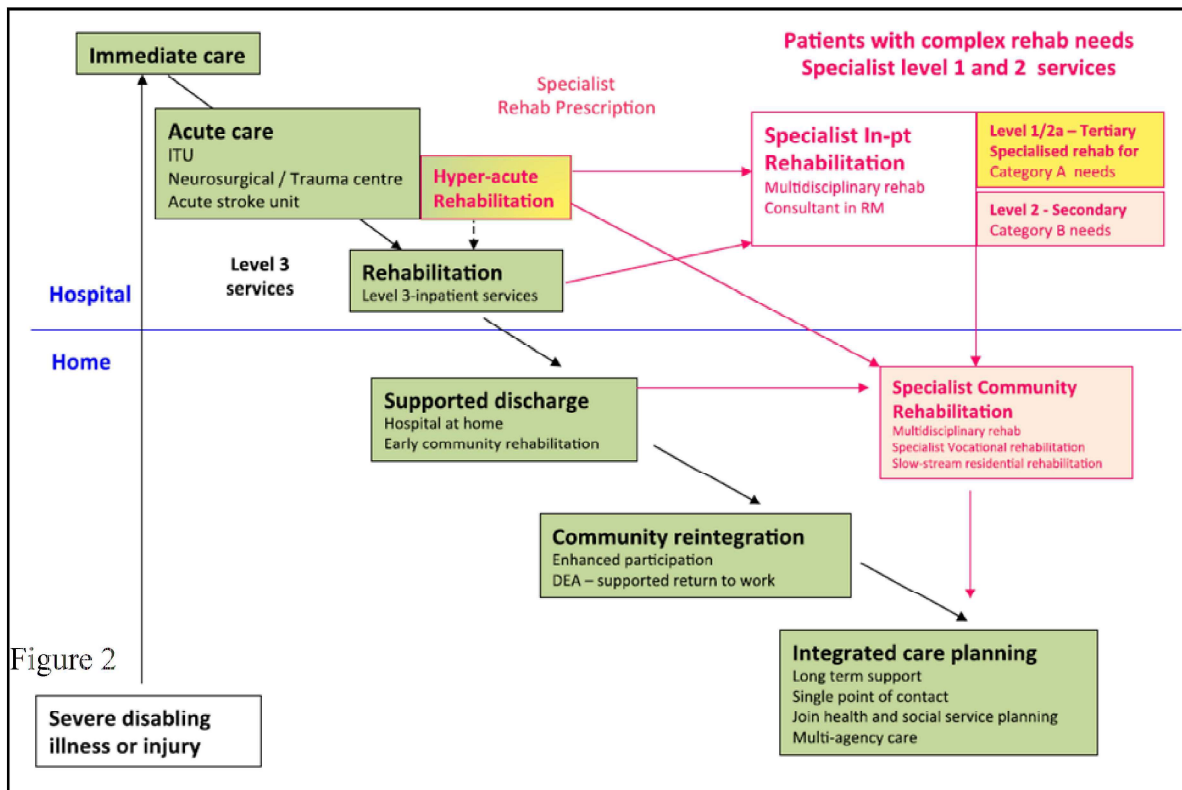 Immediate care
Patients with complex rehab needs
Specialist level 1 and 2 services
Specialist
Rehab Prescription
Acute care
ITU
Neurosurgical / Trauma centre
Acute stroke unit
Hyper-acute
Rehabilitation
Specialist In-pt
Rehabilitation
Multidisciplinary rehab
Consultant in RM
Level 1/2a – Tertiary
Specialised rehab for
Category A needs
Level 2 - Secondary
Category B needs
Level 3
services
Rehabilitation
Level 3-inpatient services
Hospital
Home
Supported discharge
Hospital at home
Early community rehabilitation
Specialist Community
Rehabilitation
Multidisciplinary rehab
Specialist Vocational rehabilitation
Slow-stream residential rehabilitation
Community reintegration
Enhanced participation
DEA – supported return to work
Figure 2
Integrated care planning
Long term support
Single point of contact
Join health and social service planning
Multi-agency care
Severe disabling
illness or injury